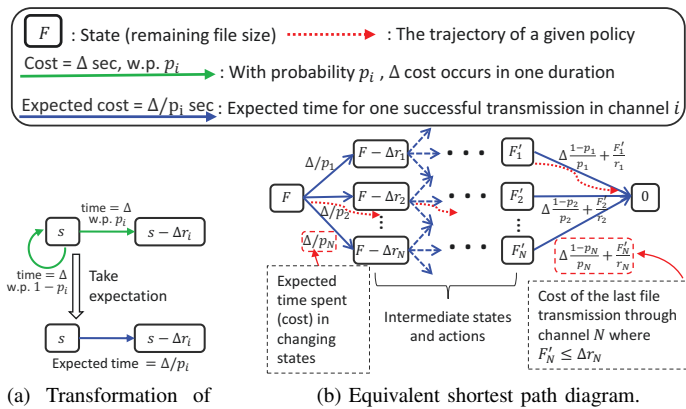 F : State (remaining file size) : The trajectory of a given policy
Cost = Δ sec, w.p. p_i : With probability p_i , Δ cost occurs in one duration
Expected cost = Δ/p_i sec : Expected time for one successful transmission in channel i
time = Δ
w.p. p_i
s
s − Δr_i
time = Δ
w.p. 1 − p_i
Take
expectation
s
s − Δr_i
Expected time = Δ/p_i
(a) Transformation of
F
Δ/p_1
Δ/p_2
Δ/p_N
F − Δr_1
F − Δr_2
F − Δr_N
F'_1
F'_2
F'_N
Δ (1−p_1)/p_1 + F'_1/r_1
Δ (1−p_2)/p_2 + F'_2/r_2
Δ (1−p_N)/p_N + F'_N/r_N
0
Expected
time spent
(cost) in
changing
states
Intermediate states
and actions
Cost of the last file
transmission through
channel N where
F'_N ≤ Δr_N
(b) Equivalent shortest path diagram.